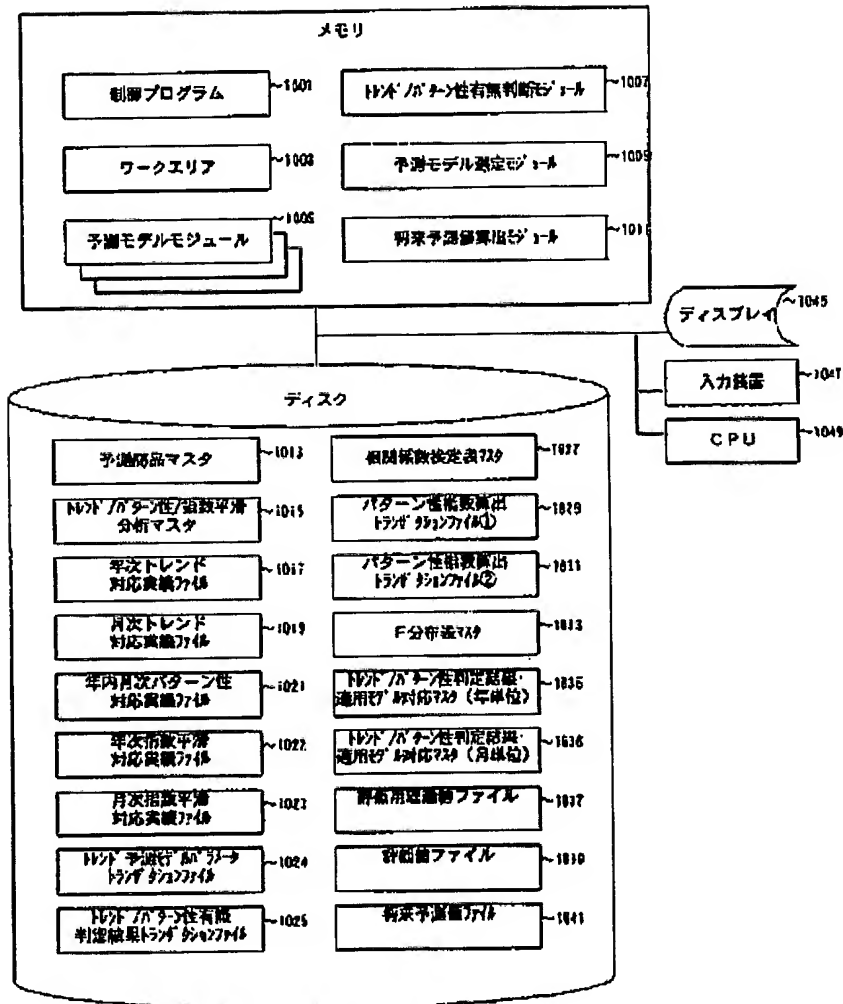 メモリ
制御プログラム
~1001
ワークエリア
~1003
1005
予測モデルモジュール
トレンド/パターン性有無判断モジュール
1007
予測モデル選定モジュール
将来予測値算出モジュール
ディスプレイ
1045
入力装置
~1047
CPU
~1049
ディスク
予測商品マスタ
~1013
トレンド/パターン性/指数平滑
分析マスタ
~1015
年次トレンド
対応実績ファイル
~1017
月次トレンド
対応実績ファイル
~1019
年内月次パターン性
対応実績ファイル
~1021
年次指数平滑
対応実績ファイル
~1022
月次指数平滑
対応実績ファイル
~1023
トレンド予測モデルパラメータ
トランザクションファイル
~1024
トレンド/パターン性有無
判定結果トランザクションファイル
~1025
相関係数検定表マスタ
パターン性指数算出
トランザクションファイル①
パターン性指数算出
トランザクションファイル②
F分布表マスタ
トレンド/パターン性判定結果・
適用モデル対応マスタ(年単位)
トレンド/パターン性判定結果・
適用モデル対応マスタ(月単位)
評価用理論値ファイル
評価値ファイル
将来予測値ファイル